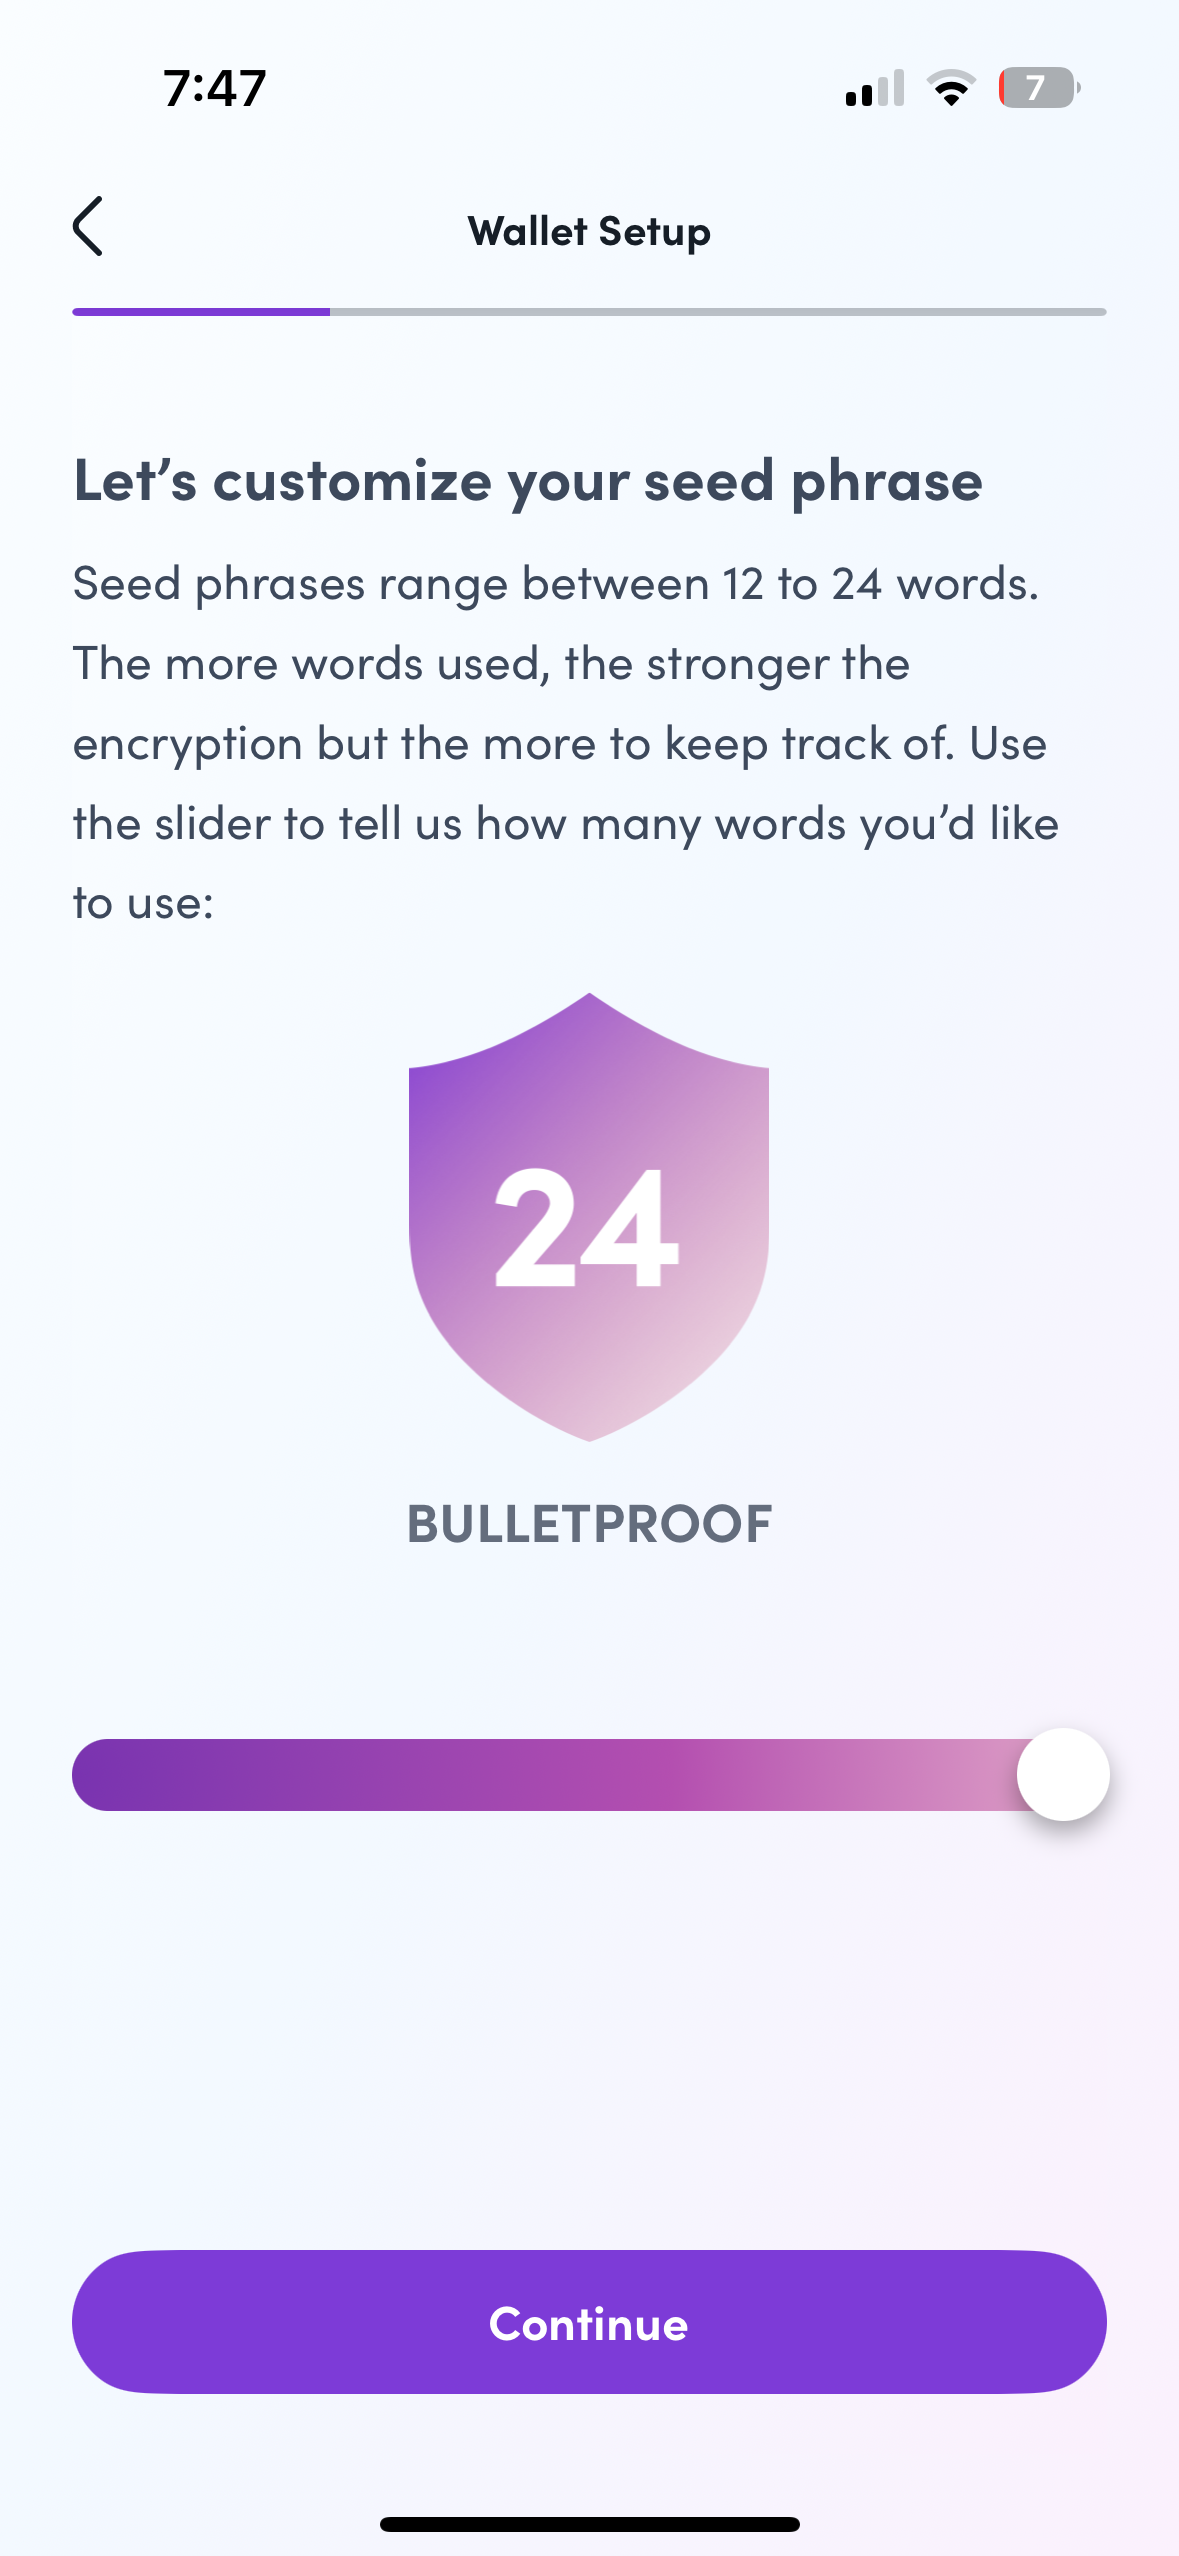 7:47
7
Wallet Setup
Let’s customize your seed phrase
Seed phrases range between 12 to 24 words.
The more words used, the stronger the
encryption but the more to keep track of. Use
the slider to tell us how many words you’d like
to use:
24
BULLETPROOF
Continue